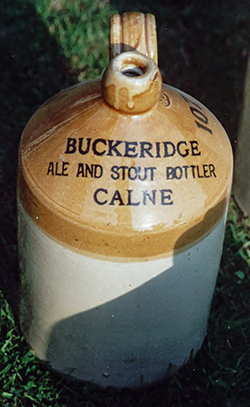 BUCKERIDGE
ALE AND STOUT BOTTLER
CALNE